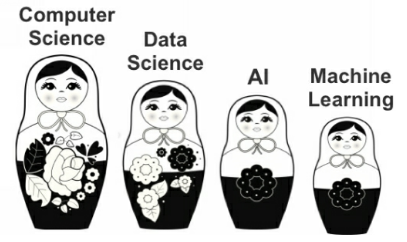 Computer
Science
Data
Science
AI
Machine
Learning